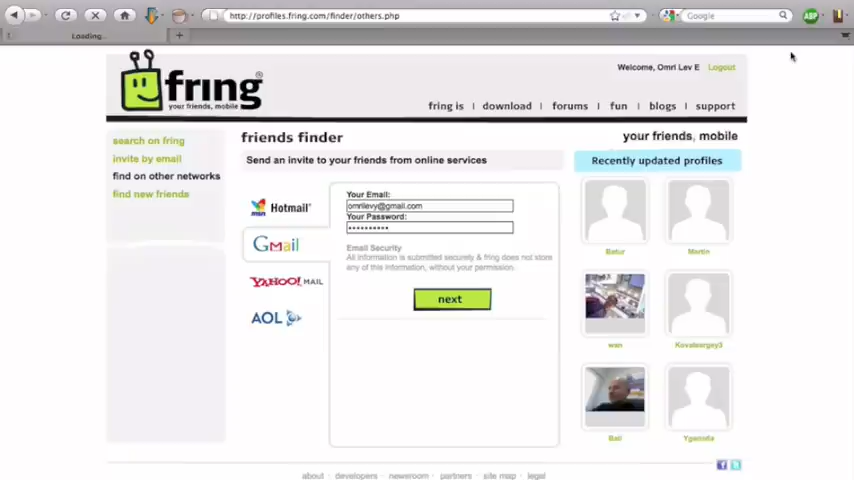 http://profiles.fring.com/finder/others.php
Google
ABP
Loading...
fring®
your friends, mobile
Welcome, Omri Lev E Logout
fring is | download | forums | fun | blogs | support
search on fring
invite by email
find on other networks
find new friends
friends finder
Send an invite to your friends from online services
msn Hotmail®
Gmail
YAHOO! MAIL
AOL
Your Email:
omrilevy@gmail.com
Your Password:
••••••••••
Email Security
All information is submitted securely & fring does not store
any of this information, without your permission.
next
your friends, mobile
Recently updated profiles
Martin
wan
Kovalsergey3
Bali
about · developers · newsroom · partners · site map · legal